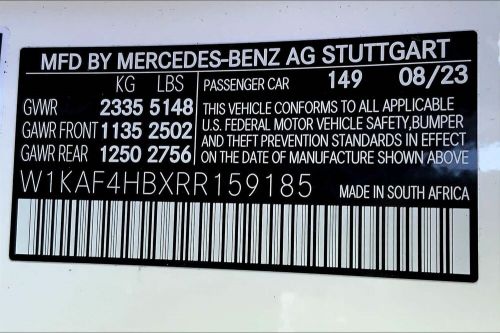 MFD BY MERCEDES-BENZ AG STUTTGART
KG LBS PASSENGER CAR 149 08/23
GVWR 2335 5148
GAWR FRONT 1135 2502
GAWR REAR 1250 2756
THIS VEHICLE CONFORMS TO ALL APPLICABLE
U.S. FEDERAL MOTOR VEHICLE SAFETY, BUMPER
AND THEFT PREVENTION STANDARDS IN EFFECT
ON THE DATE OF MANUFACTURE SHOWN ABOVE
W1KAF4HBXRR159185 MADE IN SOUTH AFRICA